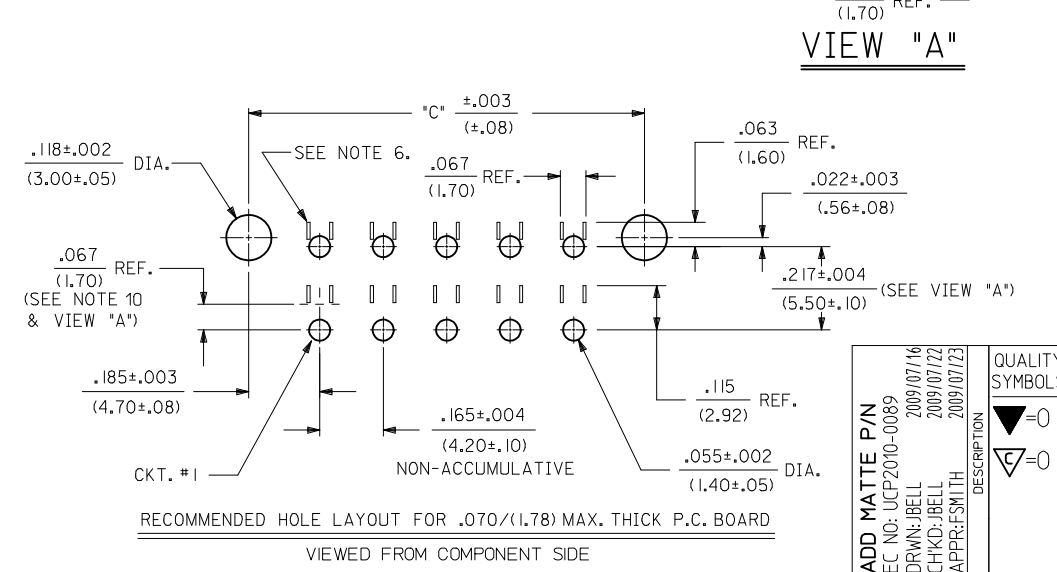 (1.70) REF.
VIEW "A"
"C" ±.003
(±.08)
.118±.002
(3.00±.05) DIA.
SEE NOTE 6.
.067
(1.70) REF.
.063
(1.60) REF.
.022±.003
(.56±.08)
.067
(1.70) REF.
(SEE NOTE 10
& VIEW "A")
.217±.004
(5.50±.10) (SEE VIEW "A")
.185±.003
(4.70±.08)
.165±.004
(4.20±.10)
NON-ACCUMULATIVE
.115
(2.92) REF.
CKT. #1
.055±.002
(1.40±.05) DIA.
RECOMMENDED HOLE LAYOUT FOR .070/(1.78) MAX. THICK P.C. BOARD
VIEWED FROM COMPONENT SIDE
ADD MATTE P/N
EC NO: UCP2010-0089
DRWN:JBELL 2009/07/16
CH'KD:JBELL 2009/07/22
APPR:FSMITH 2009/07/23
DESCRIPTION
QUALITY
SYMBOLS
=0
C =0